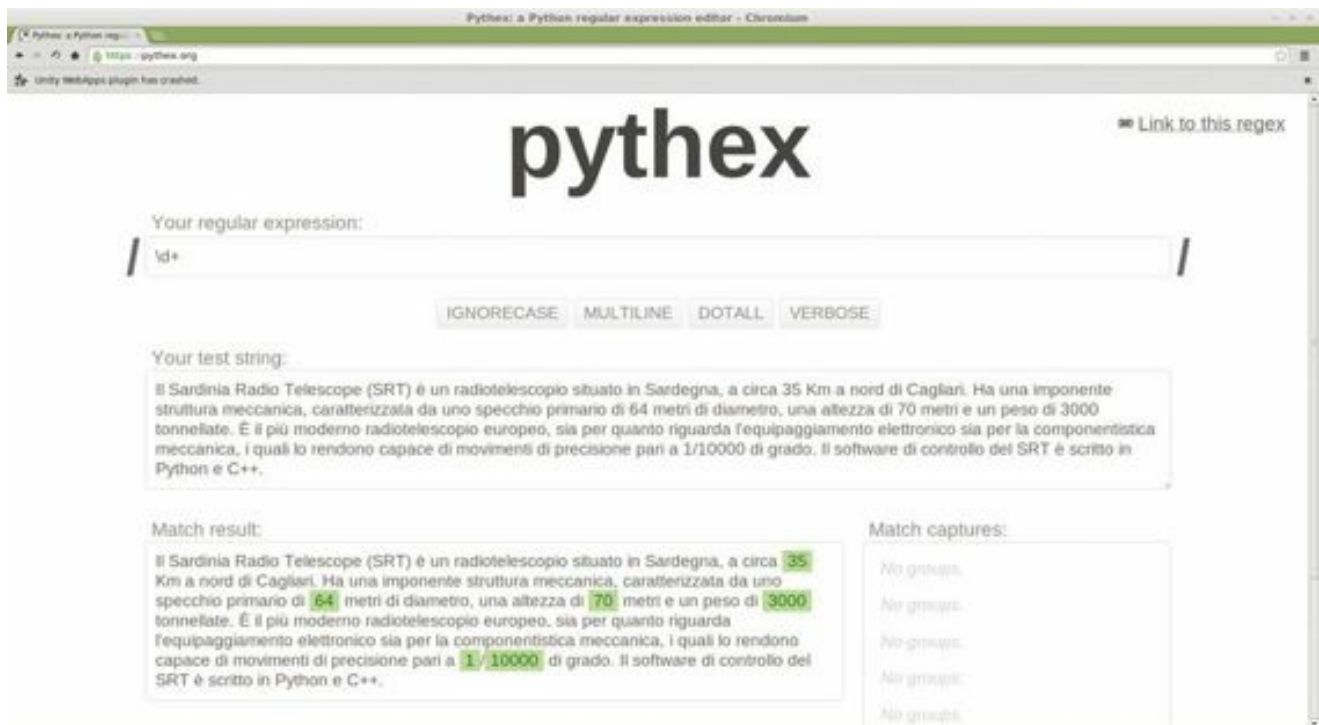 Pythex: a Python regular expression editor - Chromium
Pythex: a Python regu
https://pythex.org
Unity WebApps plugin has crashed.
pythex
Link to this regex
Your regular expression:
/ \d+ /
IGNORECASE MULTILINE DOTALL VERBOSE
Your test string:
Il Sardinia Radio Telescope (SRT) è un radiotelescopio situato in Sardegna, a circa 35 Km a nord di Cagliari. Ha una imponente
struttura meccanica, caratterizzata da uno specchio primario di 64 metri di diametro, una altezza di 70 metri e un peso di 3000
tonnellate. È il più moderno radiotelescopio europeo, sia per quanto riguarda l'equipaggiamento elettronico sia per la componentistica
meccanica, i quali lo rendono capace di movimenti di precisione pari a 1/10000 di grado. Il software di controllo del SRT è scritto in
Python e C++.
Match result:
Il Sardinia Radio Telescope (SRT) è un radiotelescopio situato in Sardegna, a circa 35
Km a nord di Cagliari. Ha una imponente struttura meccanica, caratterizzata da uno
specchio primario di 64 metri di diametro, una altezza di 70 metri e un peso di 3000
tonnellate. È il più moderno radiotelescopio europeo, sia per quanto riguarda
l'equipaggiamento elettronico sia per la componentistica meccanica, i quali lo rendono
capace di movimenti di precisione pari a 1/10000 di grado. Il software di controllo del
SRT è scritto in Python e C++.
Match captures:
No groups.
No groups.
No groups.
No groups.
No groups.